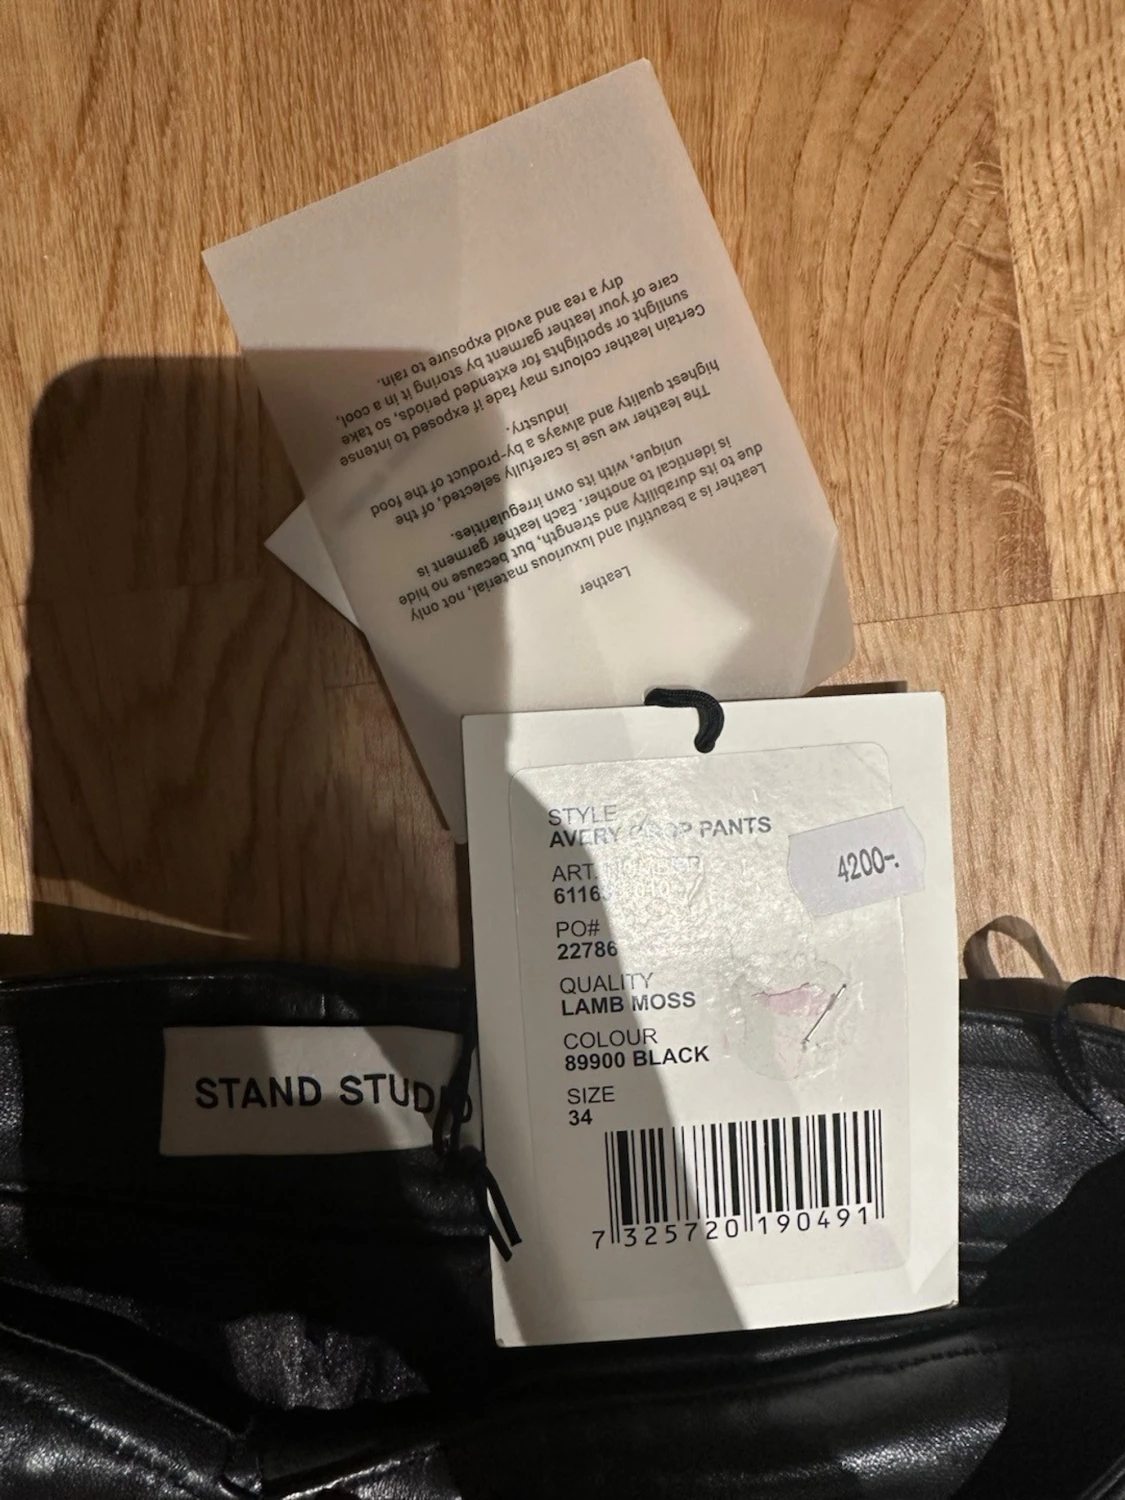 Leather
Leather is a beautiful and luxurious material, not only
due to its durability and strength, but because no hide
is identical to another. Each leather garment is
unique, with its own irregularities.
The leather we use is carefully selected, of the
highest quality and always a by-product of the food
industry.
Certain leather colours may fade if exposed to intense
sunlight or spotlights for extended periods, so take
care of your leather garment by storing it in a cool,
dry a rea and avoid exposure to rain.
STYLE
AVERY PANTS
4200-.
ART.
PO#
22786
QUALITY
LAMB MOSS
COLOUR
89900 BLACK
SIZE
34
7 325720 190491
STAND STUDIO